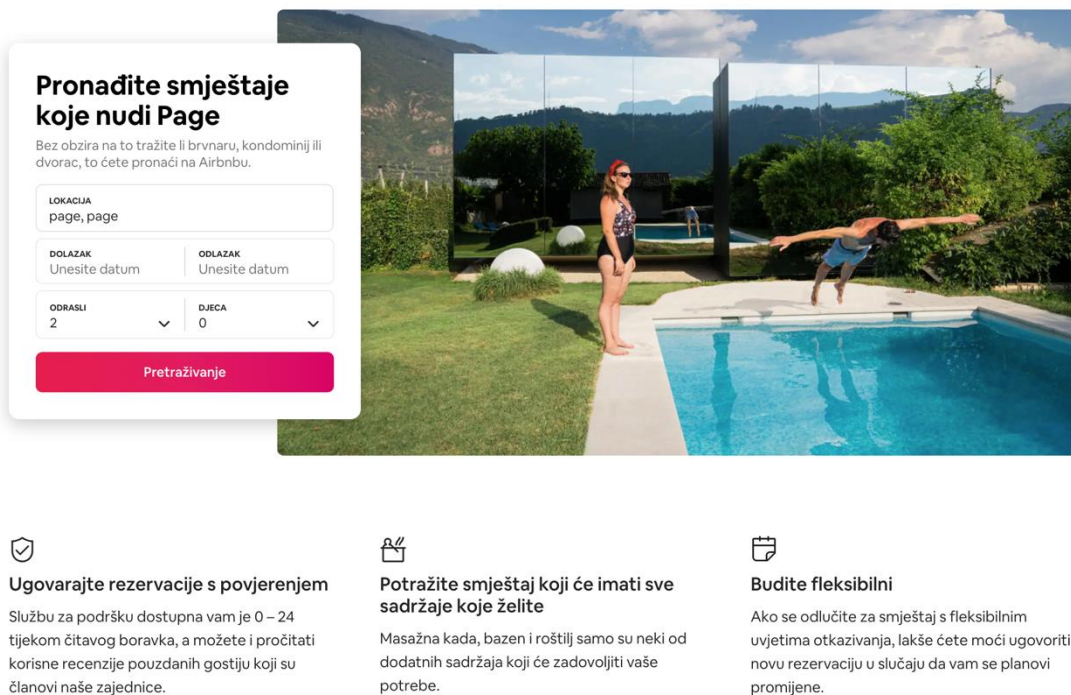 Pronađite smještaje
koje nudi Page
Bez obzira na to tražite li brvnaru, kondominij ili
dvorac, to ćete pronaći na Airbnbu.
LOKACIJA
page, page
DOLAZAK
Unesite datum
ODLAZAK
Unesite datum
ODRASLI
2
DJECA
0
Pretraživanje
Ugovarajte rezervacije s povjerenjem
Službu za podršku dostupna vam je 0 – 24
tijekom čitavog boravka, a možete i pročitati
korisne recenzije pouzdanih gostiju koji su
članovi naše zajednice.
Potražite smještaj koji će imati sve
sadržaje koje želite
Masažna kada, bazen i roštilj samo su neki od
dodatnih sadržaja koji će zadovoljiti vaše
potrebe.
Budite fleksibilni
Ako se odlučite za smještaj s fleksibilnim
uvjetima otkazivanja, lakše ćete moći ugovoriti
novu rezervaciju u slučaju da vam se planovi
promijene.